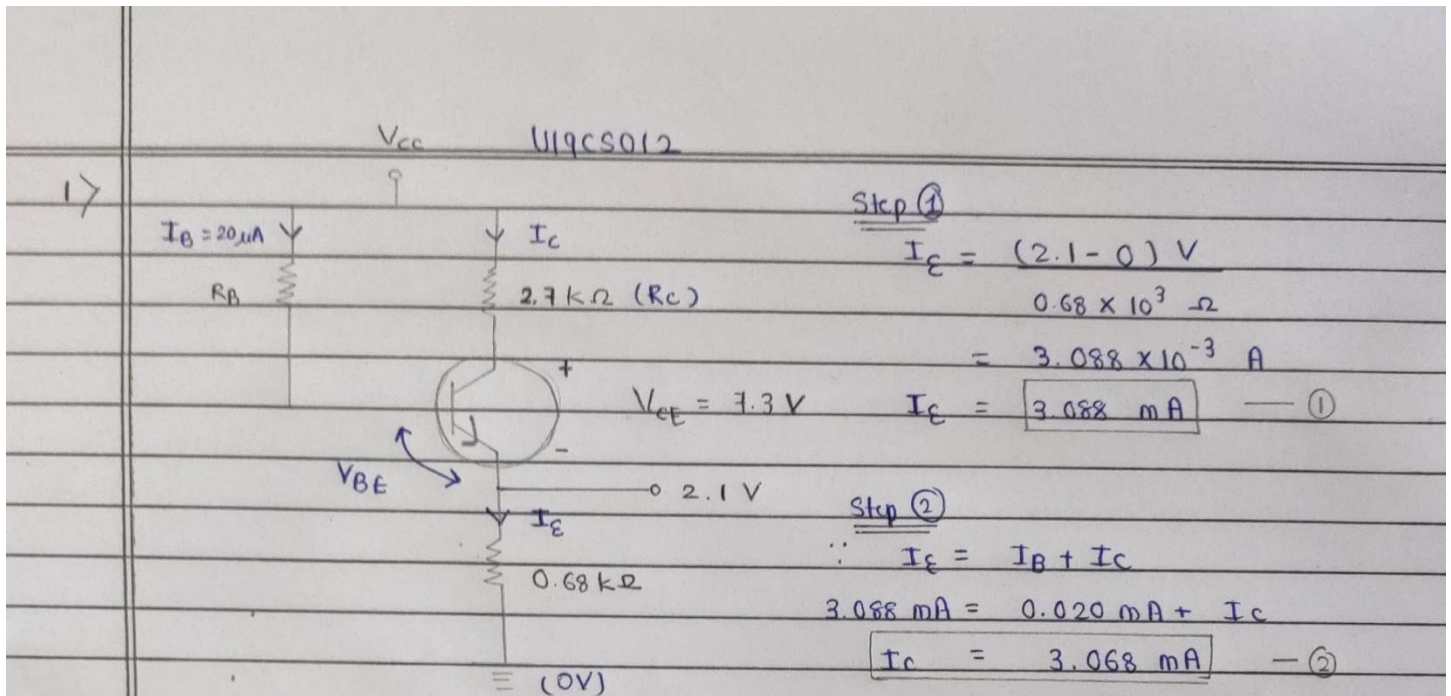 Vcc
U19CS012
1>
IB = 20 μA
IC
RB
2.7 kΩ (RC)
+
VCE = 7.3 V
-
VBE
2.1 V
IE
0.68 kΩ
(0V)
Step ①
IE = (2.1 - 0) V
0.68 × 10³ Ω
= 3.088 × 10⁻³ A
IE = 3.088 mA — ①
Step ②
∵ IE = IB + IC
3.088 mA = 0.020 mA + IC
IC = 3.068 mA — ②